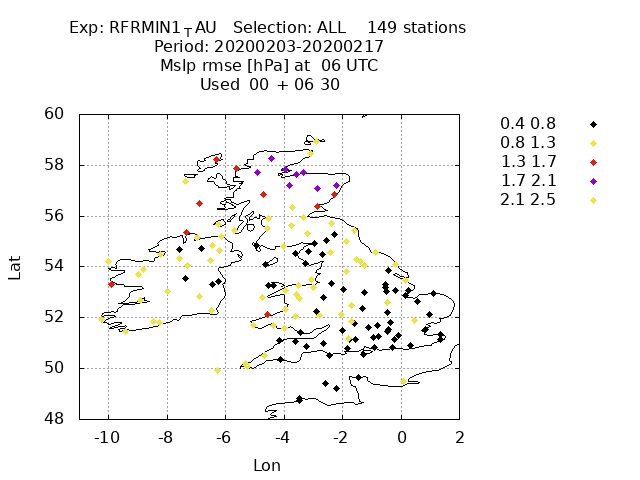 Exp: RFRMIN1_TAU Selection: ALL 149 stations
Period: 20200203-20200217
Mslp rmse [hPa] at 06 UTC
Used 00 + 06 30
60
58
56
54
52
50
48
Lat
-10 -8 -6 -4 -2 0 2
Lon
0.4 0.8
0.8 1.3
1.3 1.7
1.7 2.1
2.1 2.5